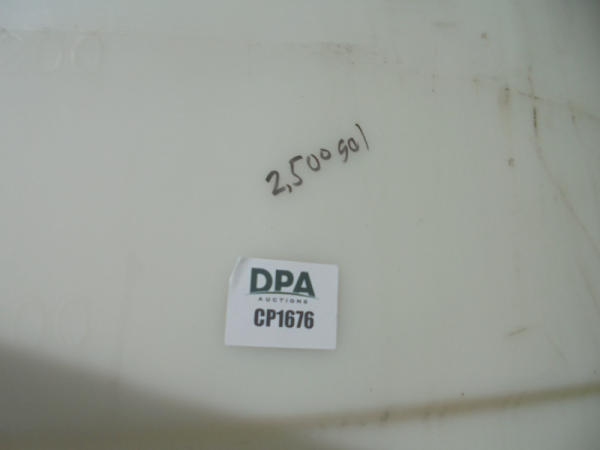 2,500 gal
DPA
AUCTIONS
CP1676